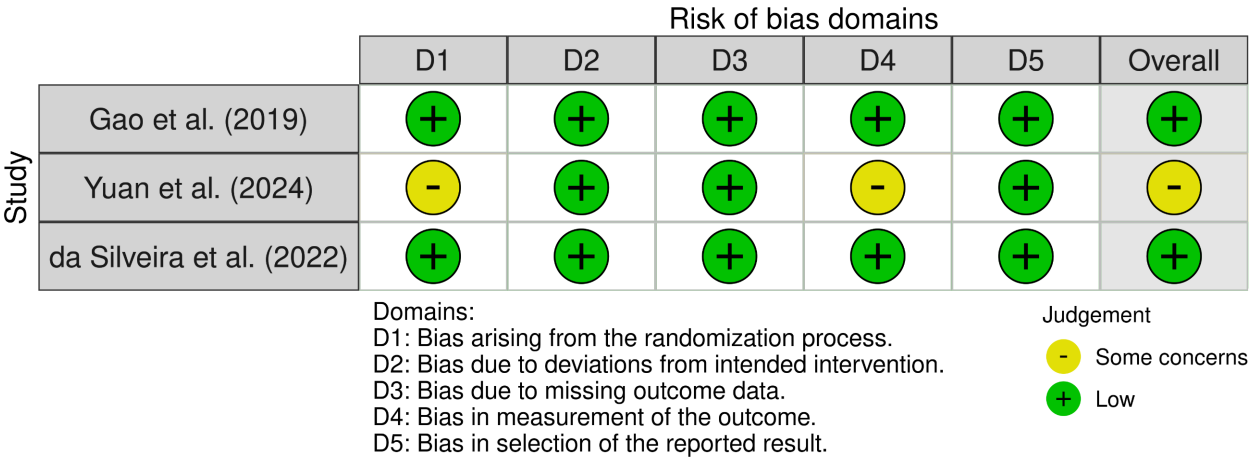 Risk of bias domains
D1 D2 D3 D4 D5 Overall
Study
Gao et al. (2019) + + + + + +
Yuan et al. (2024) - + + - + -
da Silveira et al. (2022) + + + + + +
Domains:
D1: Bias arising from the randomization process.
D2: Bias due to deviations from intended intervention.
D3: Bias due to missing outcome data.
D4: Bias in measurement of the outcome.
D5: Bias in selection of the reported result.
Judgement
- Some concerns
+ Low